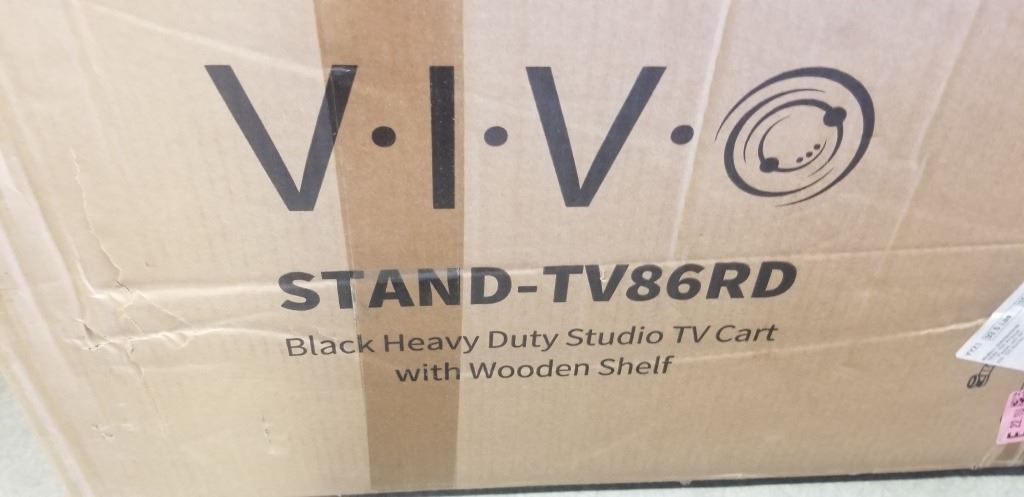 V·I·V·O
STAND-TV86RD
Black Heavy Duty Studio TV Cart
with Wooden Shelf